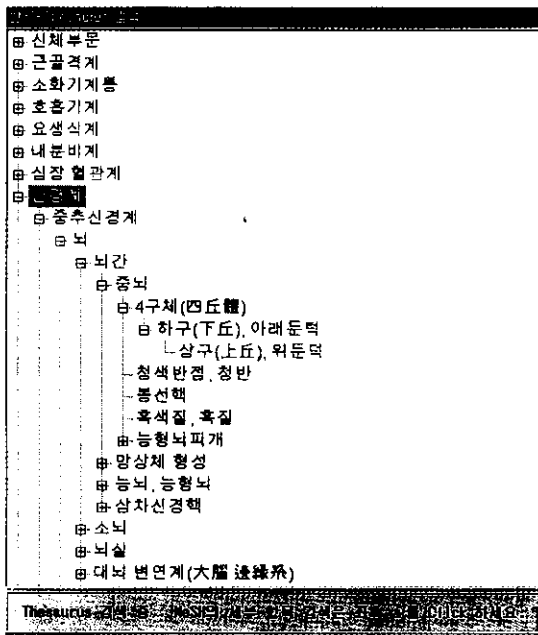 신체부문
근골격계
소화기계통
호흡기계
요생식계
내분비계
심장 혈관계
신경계
중추신경계
뇌
뇌간
중뇌
4구체(四丘體)
하구(下丘), 아래둔턱
상구(上丘), 위둔덕
청색반점, 청반
봉선핵
흑색질, 흑질
능형뇌피개
망상체 형성
능뇌, 능형뇌
삼차신경핵
소뇌
뇌실
대뇌 변연계(大腦 邊緣系)
Thesaurus